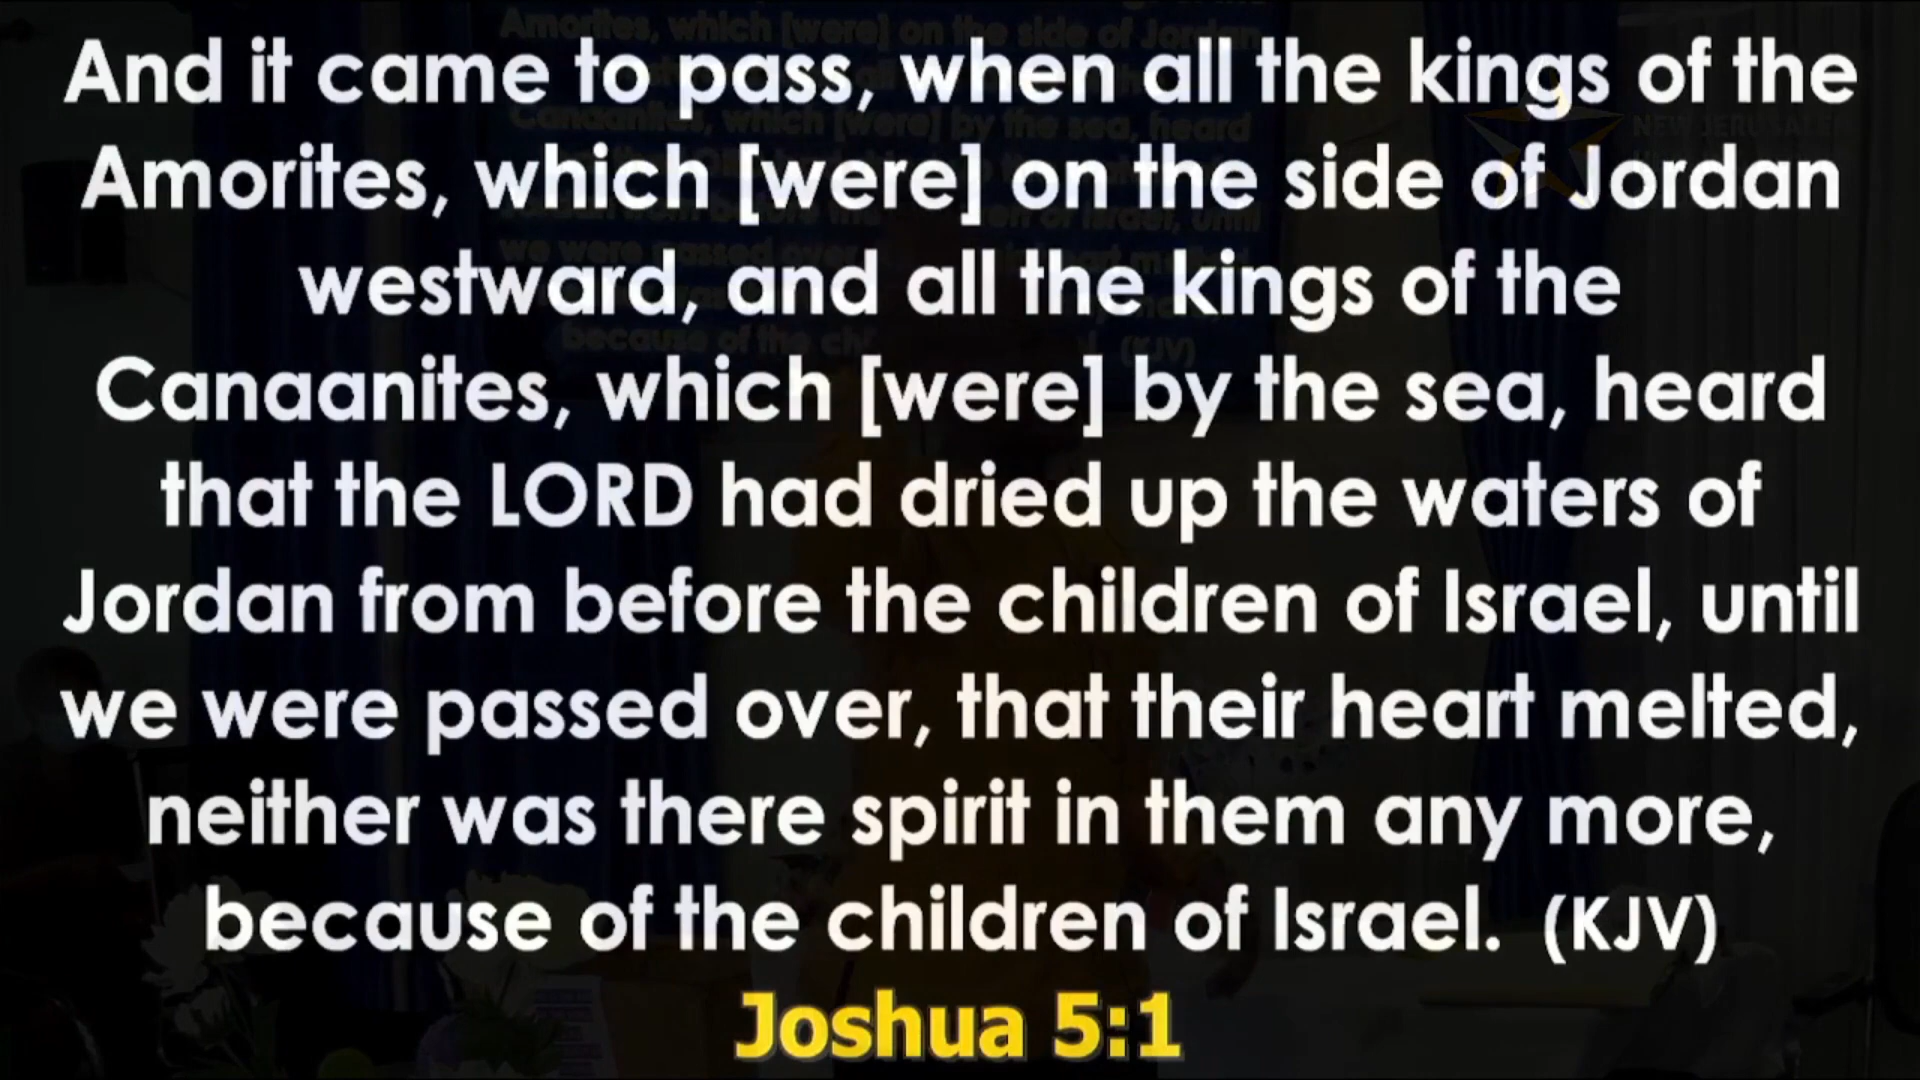 And it came to pass, when all the kings of the
Amorites, which [were] on the side of Jordan
westward, and all the kings of the
Canaanites, which [were] by the sea, heard
that the LORD had dried up the waters of
Jordan from before the children of Israel, until
we were passed over, that their heart melted,
neither was there spirit in them any more,
because of the children of Israel. (KJV)
Joshua 5:1
NEW JERUSALEM